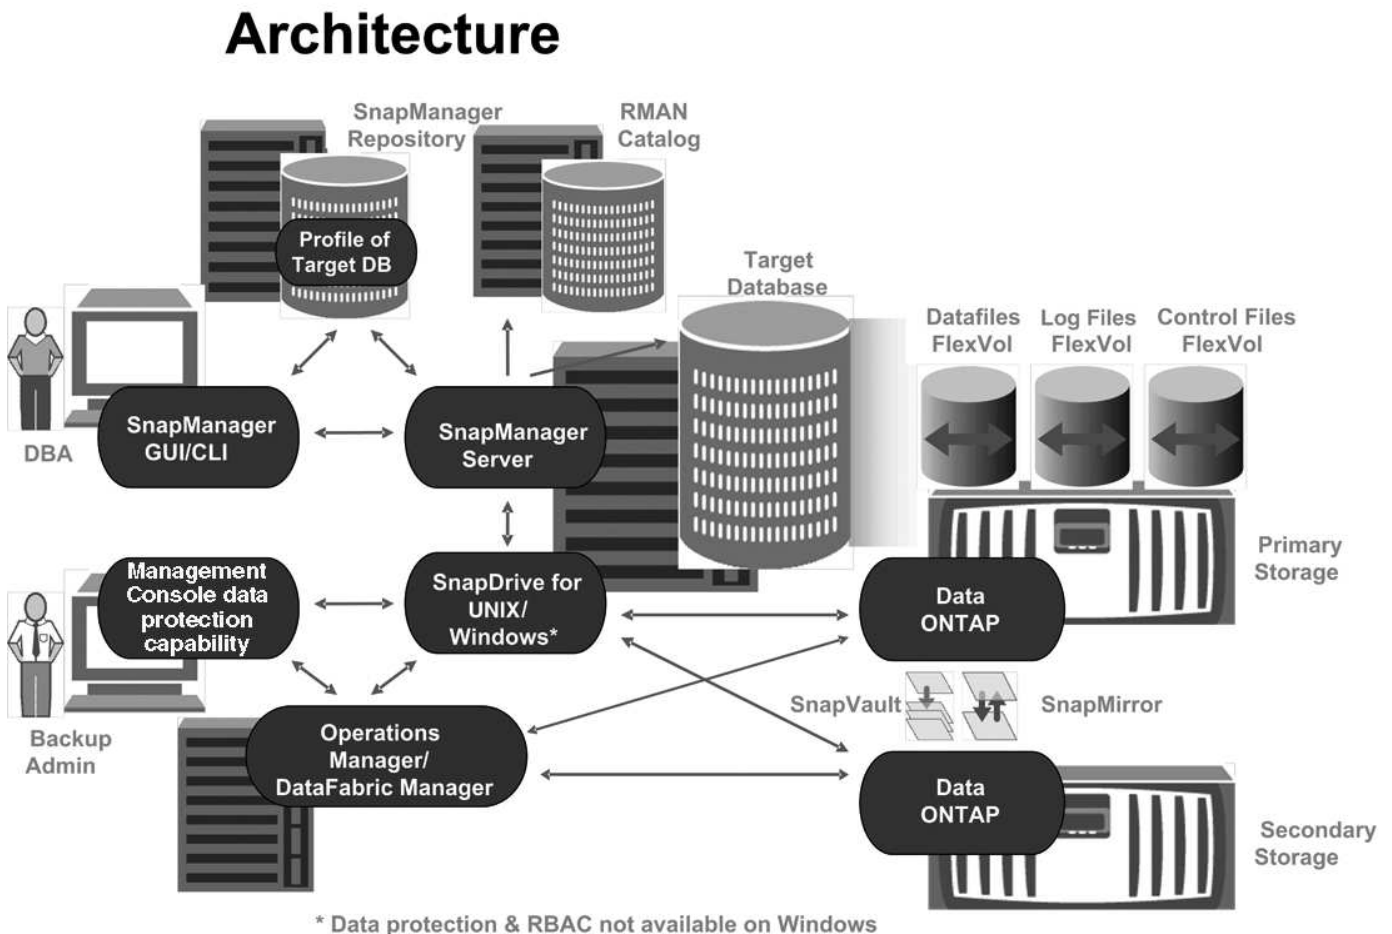 Architecture
SnapManager
Repository
RMAN
Catalog
Profile of
Target DB
Target
Database
Datafiles
FlexVol
Log Files
FlexVol
Control Files
FlexVol
DBA
SnapManager
GUI/CLI
SnapManager
Server
Primary
Storage
Management
Console data
protection
capability
SnapDrive for
UNIX/
Windows*
Data
ONTAP
SnapVault
SnapMirror
Backup
Admin
Operations
Manager/
DataFabric Manager
Data
ONTAP
Secondary
Storage
* Data protection & RBAC not available on Windows